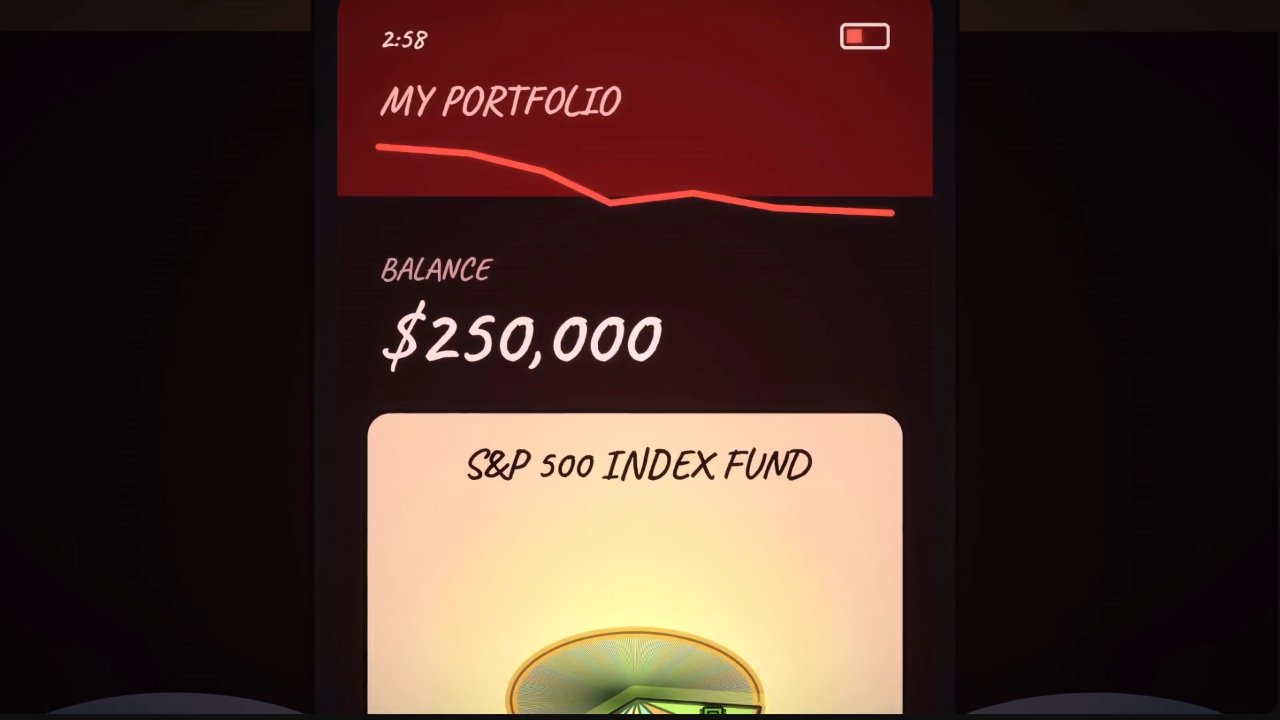 2:58
MY PORTFOLIO
BALANCE
$250,000
S&P 500 INDEX FUND